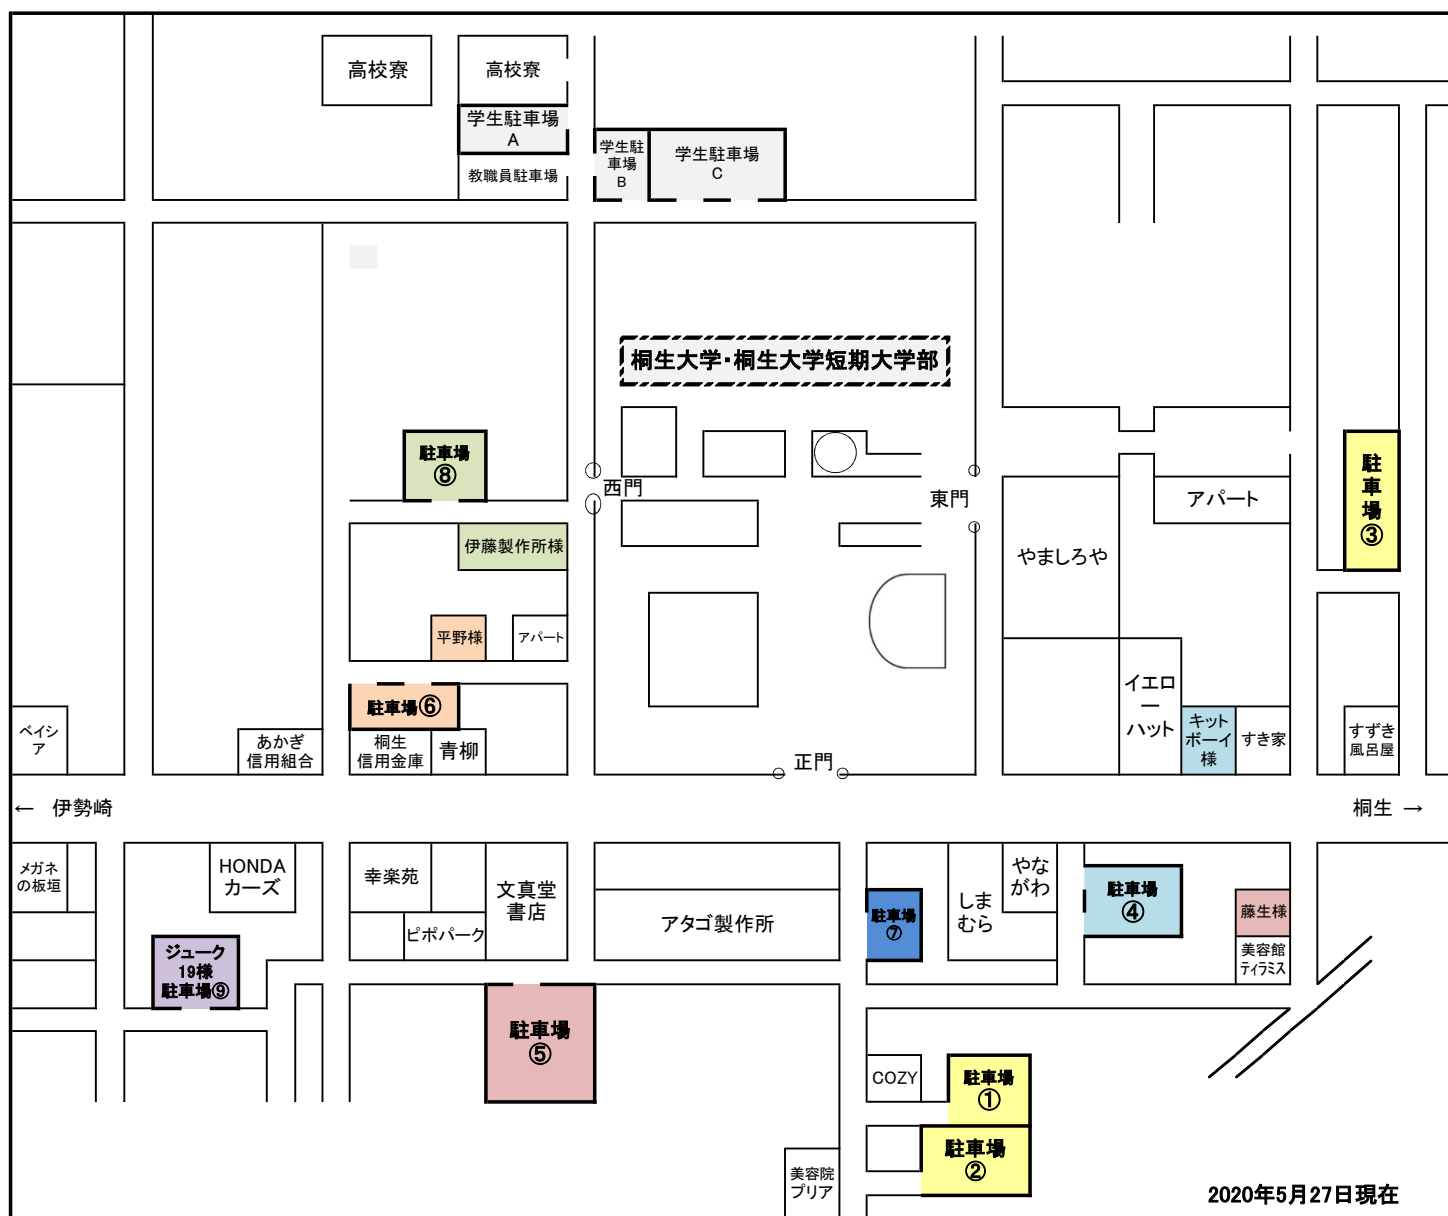 高校寮
高校寮
学生駐車場
A
教職員駐車場
学生駐
車場
B
学生駐車場
C
桐生大学・桐生大学短期大学部
駐車場
⑧
西門
東門
伊藤製作所様
平野様
アパート
駐車場⑥
桐生
信用金庫
青柳
あかぎ
信用組合
ベイシ
ア
正門
やましろや
アパート
駐
車
場
③
イエロ
ー
ハット
キット
ボーイ
様
すき家
すずき
風呂屋
← 伊勢崎
桐生 →
メガネ
の板垣
HONDA
カーズ
幸楽苑
文真堂
書店
ピポパーク
アタゴ製作所
駐車場
⑦
しま
むら
やな
がわ
駐車場
④
藤生様
美容館
ティラミス
ジューク
19様
駐車場⑨
駐車場
⑤
COZY
駐車場
①
駐車場
②
美容院
プリア
2020年5月27日現在